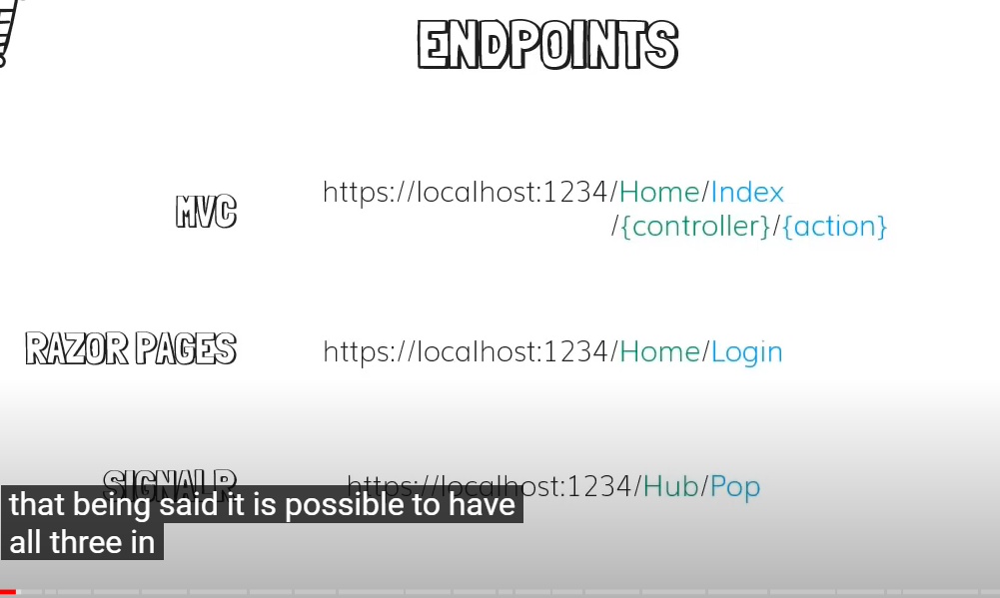 ENDPOINTS
MVC
https://localhost:1234/Home/Index
/{controller}/{action}
RAZOR PAGES
https://localhost:1234/Home/Login
SIGNALR
https://localhost:1234/Hub/Pop
that being said it is possible to have
all three in